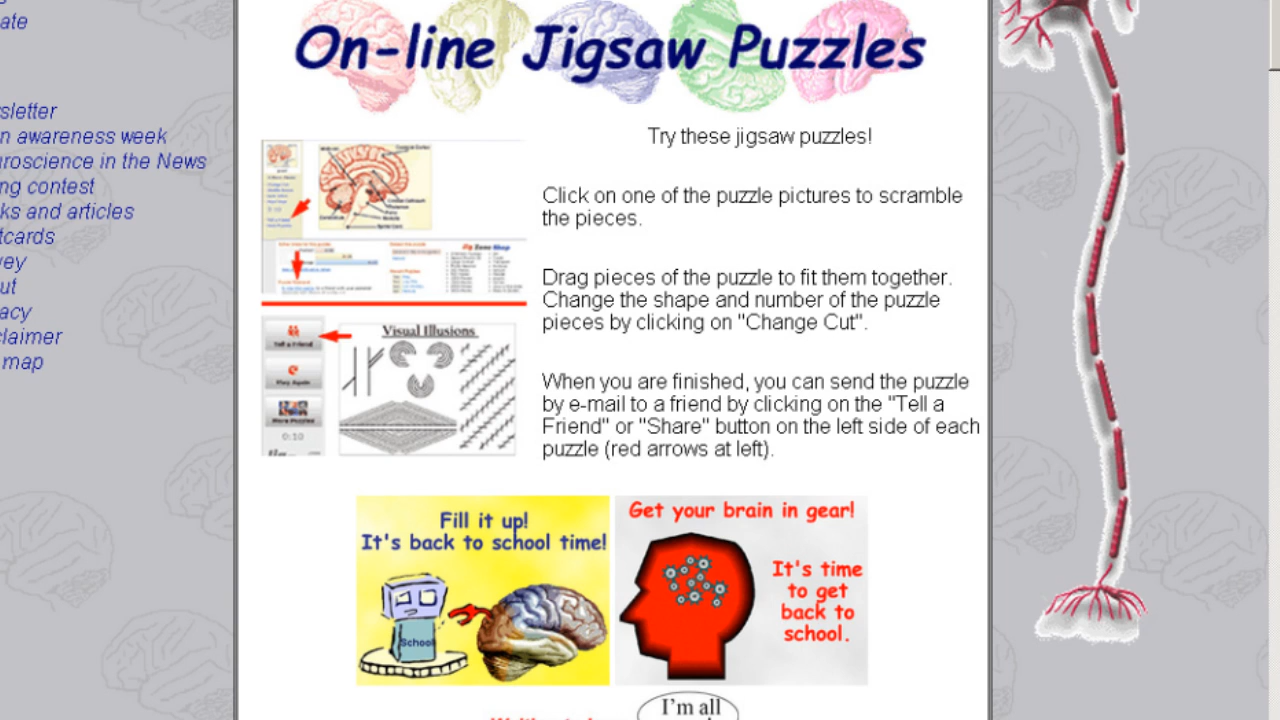 ate
sletter
n awareness week
uroscience in the News
ng contest
ks and articles
tcards
vey
ut
acy
claimer
map
On-line Jigsaw Puzzles
Try these jigsaw puzzles!
Click on one of the puzzle pictures to scramble
the pieces.
Drag pieces of the puzzle to fit them together.
Change the shape and number of the puzzle
pieces by clicking on "Change Cut".
When you are finished, you can send the puzzle
by e-mail to a friend by clicking on the "Tell a
Friend" or "Share" button on the left side of each
puzzle (red arrows at left).
Visual Illusions
Tell a Friend
Play Again
More Puzzles
0:10
Fill it up!
It's back to school time!
School
Get your brain in gear!
It's time
to get
back to
school.
I'm all